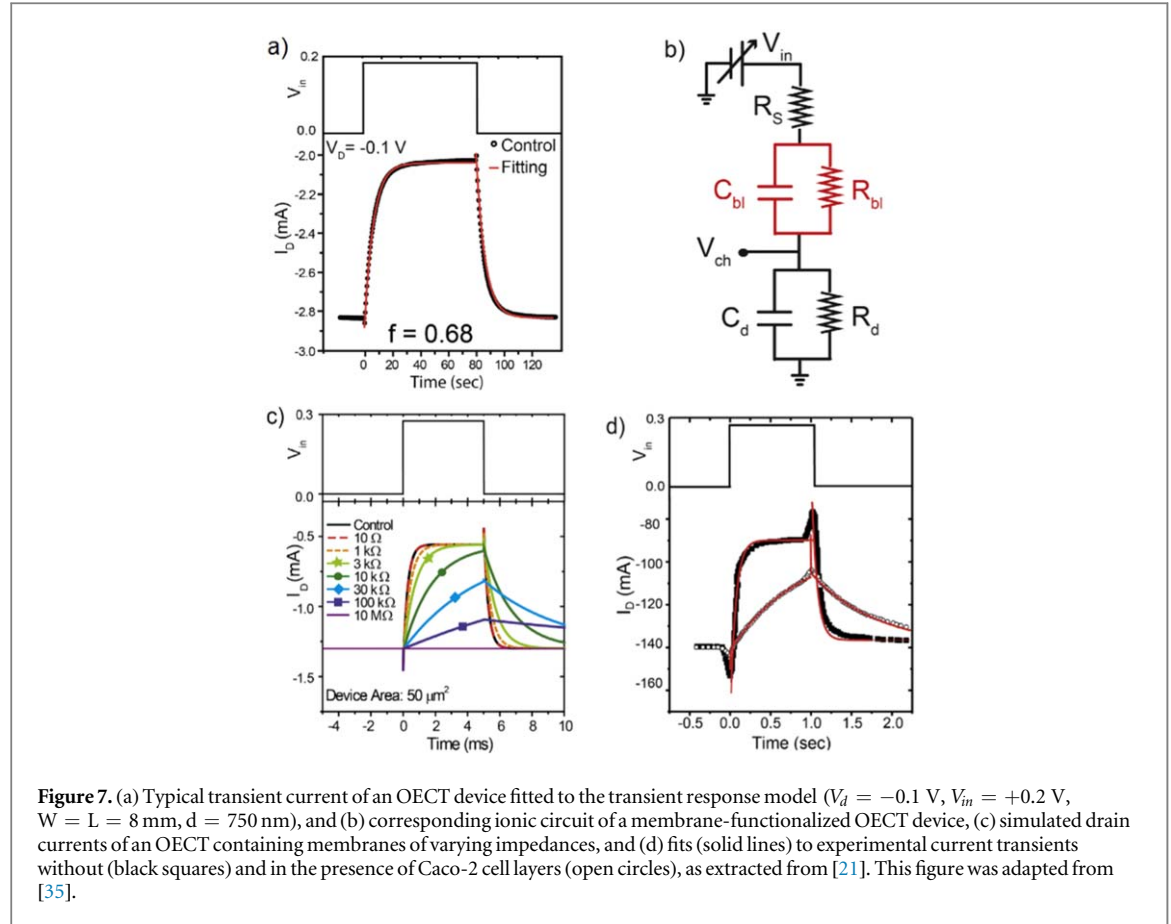 a)
0.2
V_in
0.0
V_D= -0.1 V
Control
Fitting
-2.0
-2.2
-2.4
-2.6
-2.8
-3.0
I_D (mA)
f = 0.68
0 20 40 60 80 100 120
Time (sec)
b)
V_in
R_S
C_bl
R_bl
V_ch
C_d
R_d
c)
0.3
V_in
0.0
Control
10 Ω
1 kΩ
3 kΩ
10 kΩ
30 kΩ
100 kΩ
10 MΩ
-0.5
-1.0
-1.5
I_D (mA)
Device Area: 50 μm²
-4 -2 0 2 4 6 8 10
Time (ms)
d)
0.3
V_in
0.0
-80
-100
-120
-140
-160
I_D (mA)
-0.5 0.0 0.5 1.0 1.5 2.0
Time (sec)
Figure 7. (a) Typical transient current of an OECT device fitted to the transient response model (V_d = −0.1 V, V_in = +0.2 V,
W = L = 8 mm, d = 750 nm), and (b) corresponding ionic circuit of a membrane-functionalized OECT device, (c) simulated drain
currents of an OECT containing membranes of varying impedances, and (d) fits (solid lines) to experimental current transients
without (black squares) and in the presence of Caco-2 cell layers (open circles), as extracted from [21]. This figure was adapted from
[35].